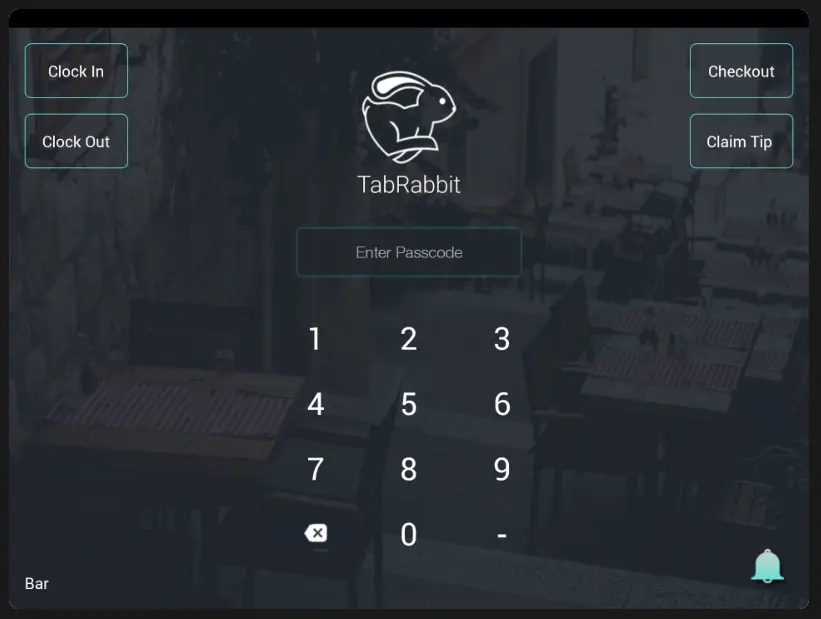 Clock In
Checkout
Clock Out
Claim Tip
TabRabbit
Enter Passcode
1 2 3
4 5 6
7 8 9
0 -
Bar